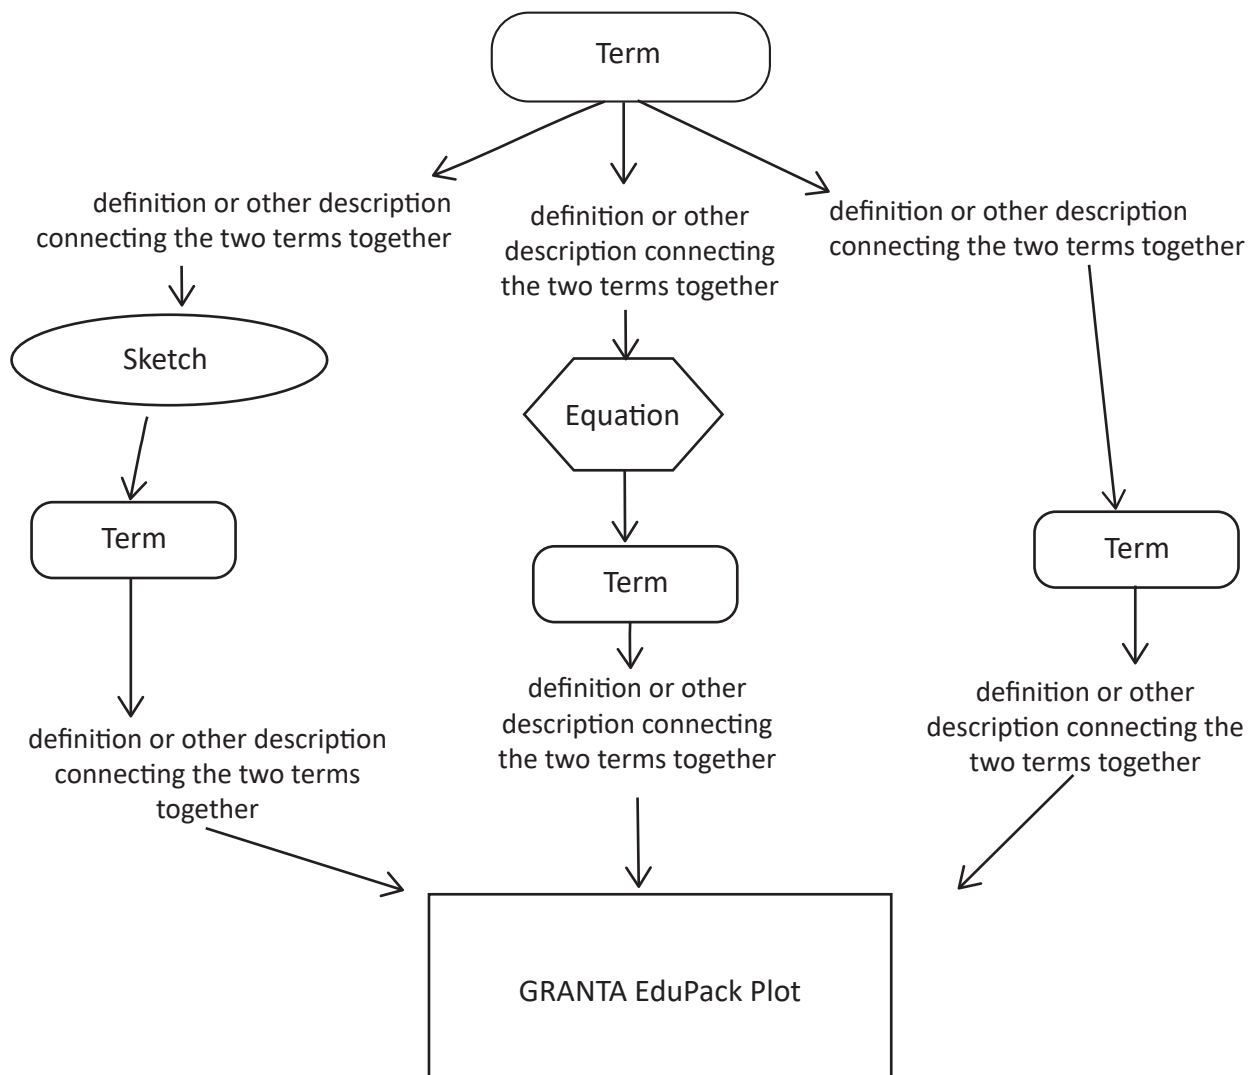 Term
definition or other description
connecting the two terms together
definition or other
description connecting
the two terms together
definition or other description
connecting the two terms together
Sketch
Equation
Term
Term
Term
definition or other description
connecting the two terms
together
definition or other
description connecting
the two terms together
definition or other
description connecting the
two terms together
GRANTA EduPack Plot